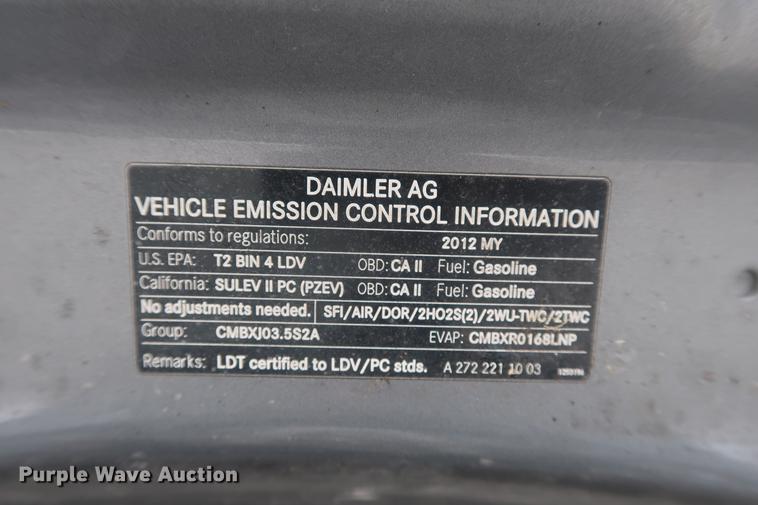 DAIMLER AG
VEHICLE EMISSION CONTROL INFORMATION
Conforms to regulations: 2012 MY
U.S. EPA: T2 BIN 4 LDV OBD: CA II Fuel: Gasoline
California: SULEV II PC (PZEV) OBD: CA II Fuel: Gasoline
No adjustments needed. SFI/AIR/DOR/2HO2S(2)/2WU-TWC/2TWC
Group: CMBXJ03.5S2A EVAP: CMBXR0168LNP
Remarks: LDT certified to LDV/PC stds. A 272 221 10 03
Purple Wave Auction